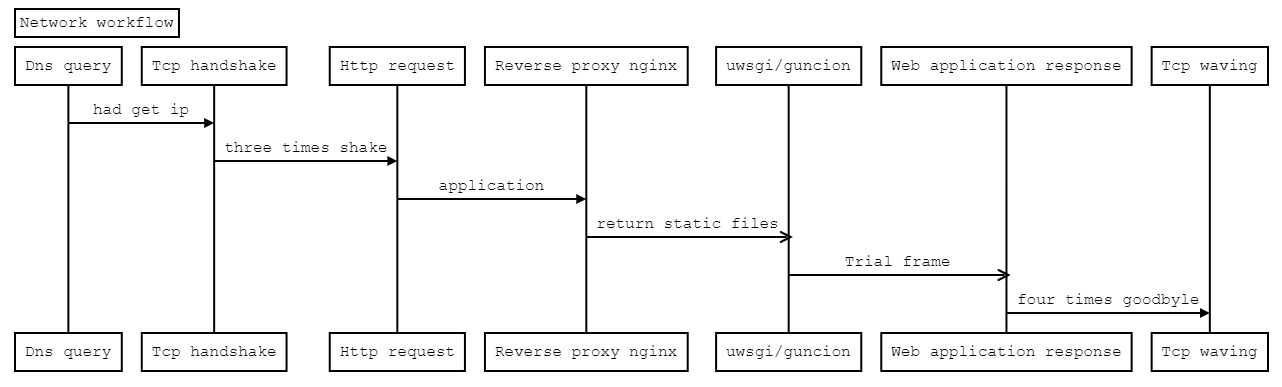 Network workflow
Dns query
Tcp handshake
Http request
Reverse proxy nginx
uwsgi/guncion
Web application response
Tcp waving
had get ip
three times shake
application
return static files
Trial frame
four times goodbyle
Dns query
Tcp handshake
Http request
Reverse proxy nginx
uwsgi/guncion
Web application response
Tcp waving